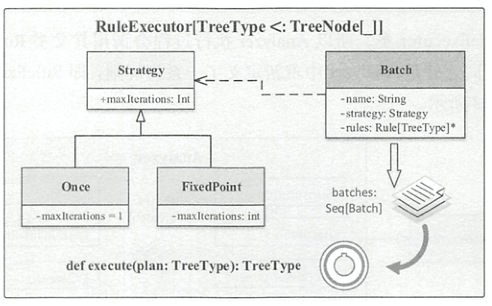 RuleExecutor[TreeType <: TreeNode[_]]
Strategy
+maxIterations: Int
Batch
-name: String
-strategy: Strategy
-rules: Rule[TreeType]*
Once
-maxIterations = 1
FixedPoint
-maxIterations: int
batches:
Seq[Batch]
def execute(plan: TreeType): TreeType